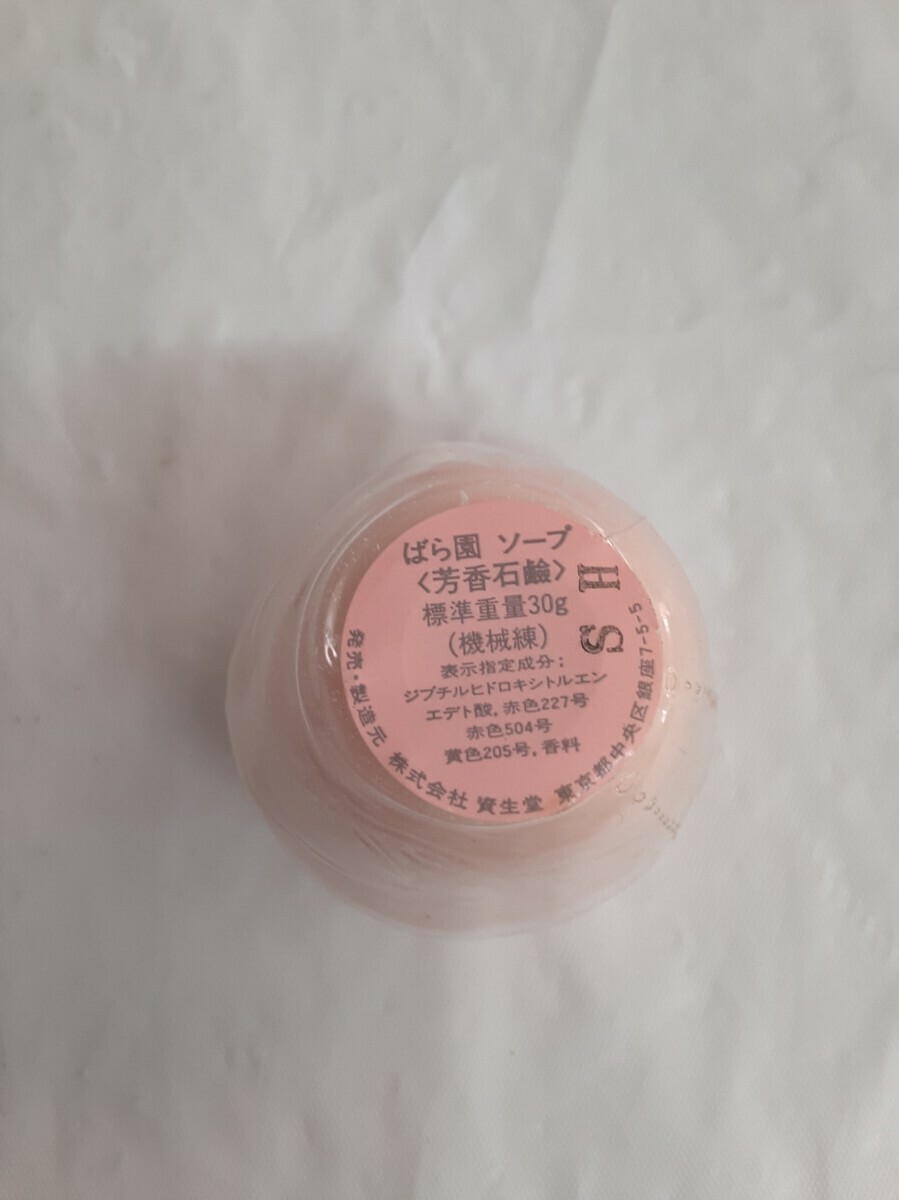 ばら園 ソープ
〈芳香石鹸〉
標準重量30g
(機械練)
表示指定成分:
ジブチルヒドロキシトルエン
エデト酸,赤色227号
赤色504号
黄色205号,香料
発売・製造元 株式会社 資生堂 東京都中央区銀座7-5-5
H S